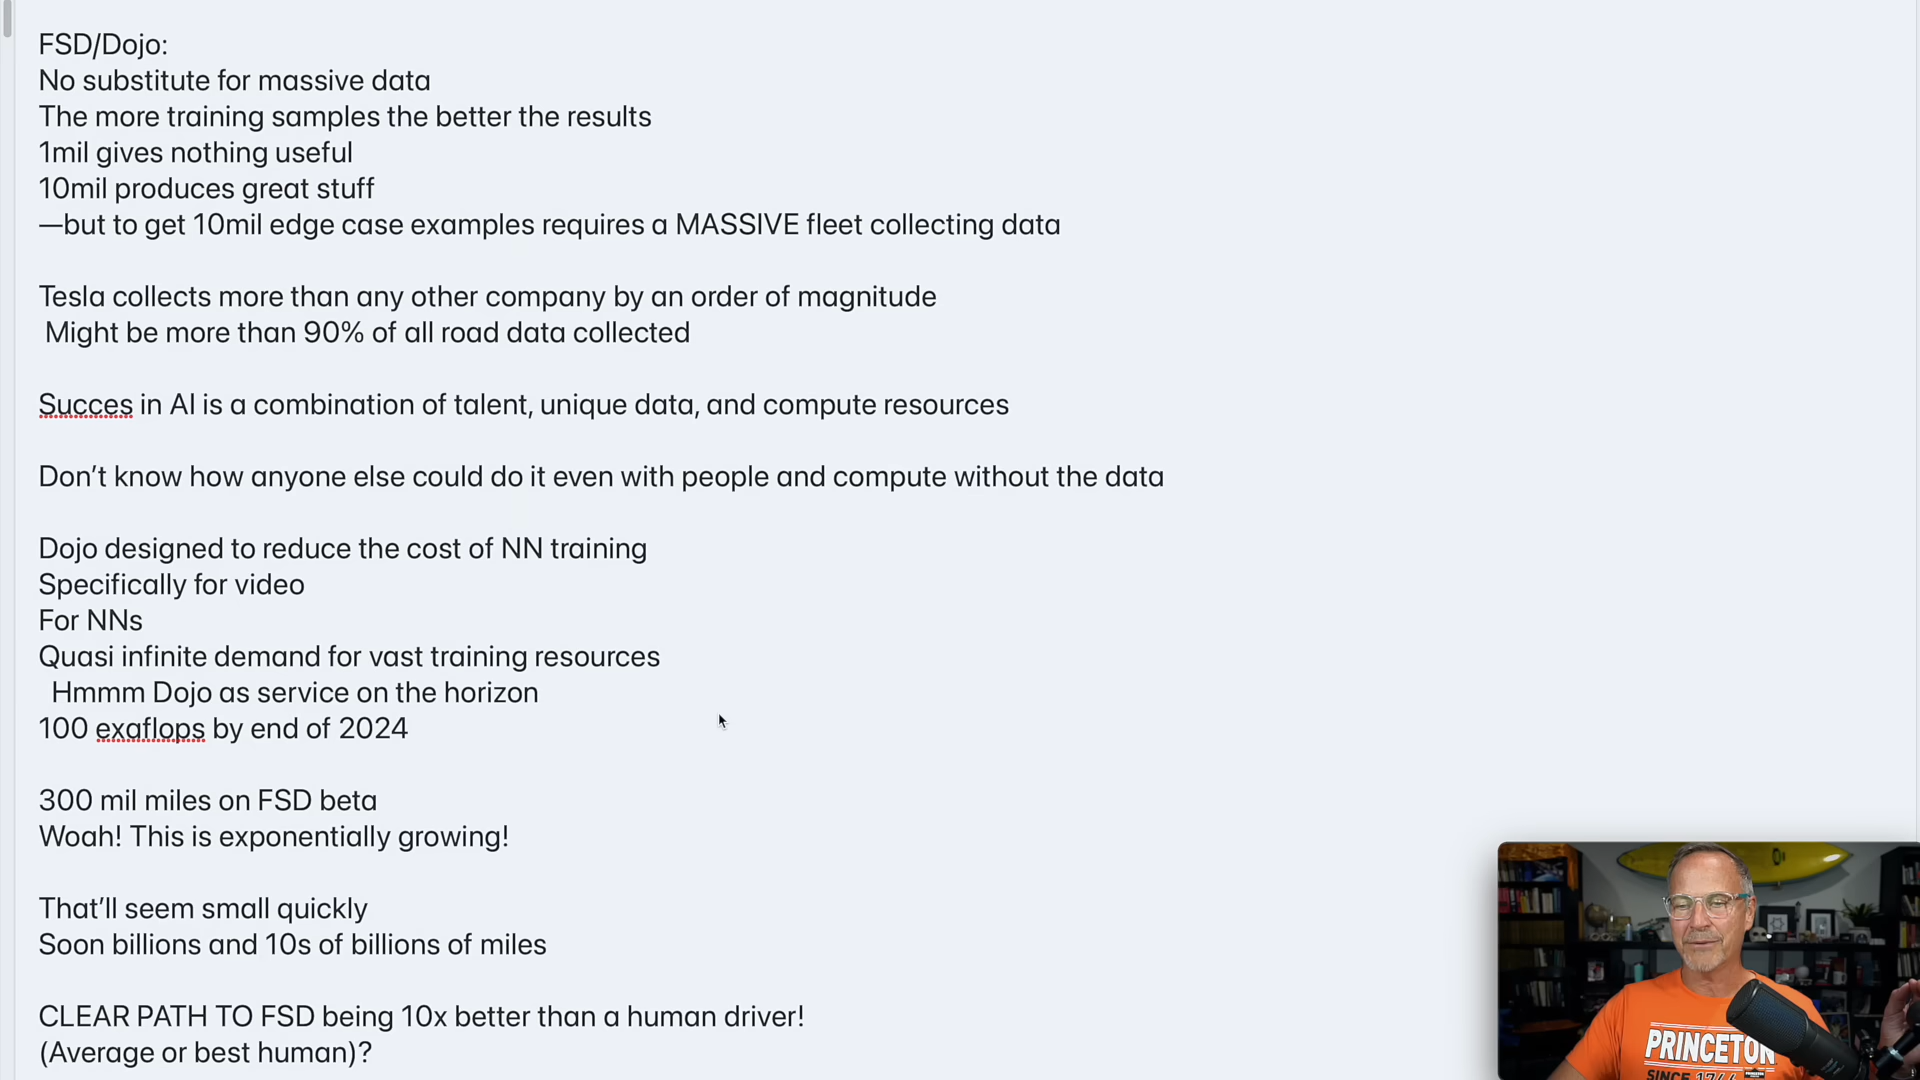 FSD/Dojo:
No substitute for massive data
The more training samples the better the results
1mil gives nothing useful
10mil produces great stuff
—but to get 10mil edge case examples requires a MASSIVE fleet collecting data
Tesla collects more than any other company by an order of magnitude
Might be more than 90% of all road data collected
Succes in AI is a combination of talent, unique data, and compute resources
Don’t know how anyone else could do it even with people and compute without the data
Dojo designed to reduce the cost of NN training
Specifically for video
For NNs
Quasi infinite demand for vast training resources
Hmmm Dojo as service on the horizon
100 exaflops by end of 2024
300 mil miles on FSD beta
Woah! This is exponentially growing!
That’ll seem small quickly
Soon billions and 10s of billions of miles
CLEAR PATH TO FSD being 10x better than a human driver!
(Average or best human)?
PRINCETON
SINCE 1746